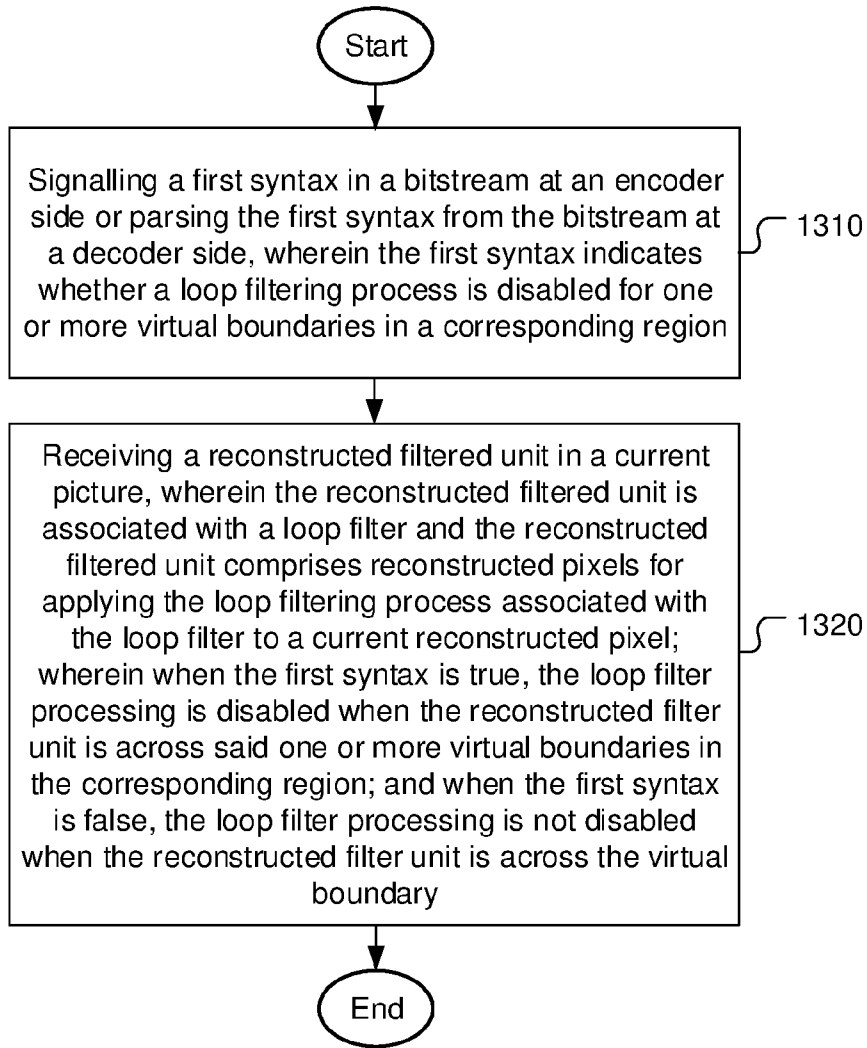 Start
Signalling a first syntax in a bitstream at an encoder
side or parsing the first syntax from the bitstream at
a decoder side, wherein the first syntax indicates
whether a loop filtering process is disabled for one
or more virtual boundaries in a corresponding region
1310
Receiving a reconstructed filtered unit in a current
picture, wherein the reconstructed filtered unit is
associated with a loop filter and the reconstructed
filtered unit comprises reconstructed pixels for
applying the loop filtering process associated with
the loop filter to a current reconstructed pixel;
wherein when the first syntax is true, the loop filter
processing is disabled when the reconstructed filter
unit is across said one or more virtual boundaries in
the corresponding region; and when the first syntax
is false, the loop filter processing is not disabled
when the reconstructed filter unit is across the virtual
boundary
1320
End